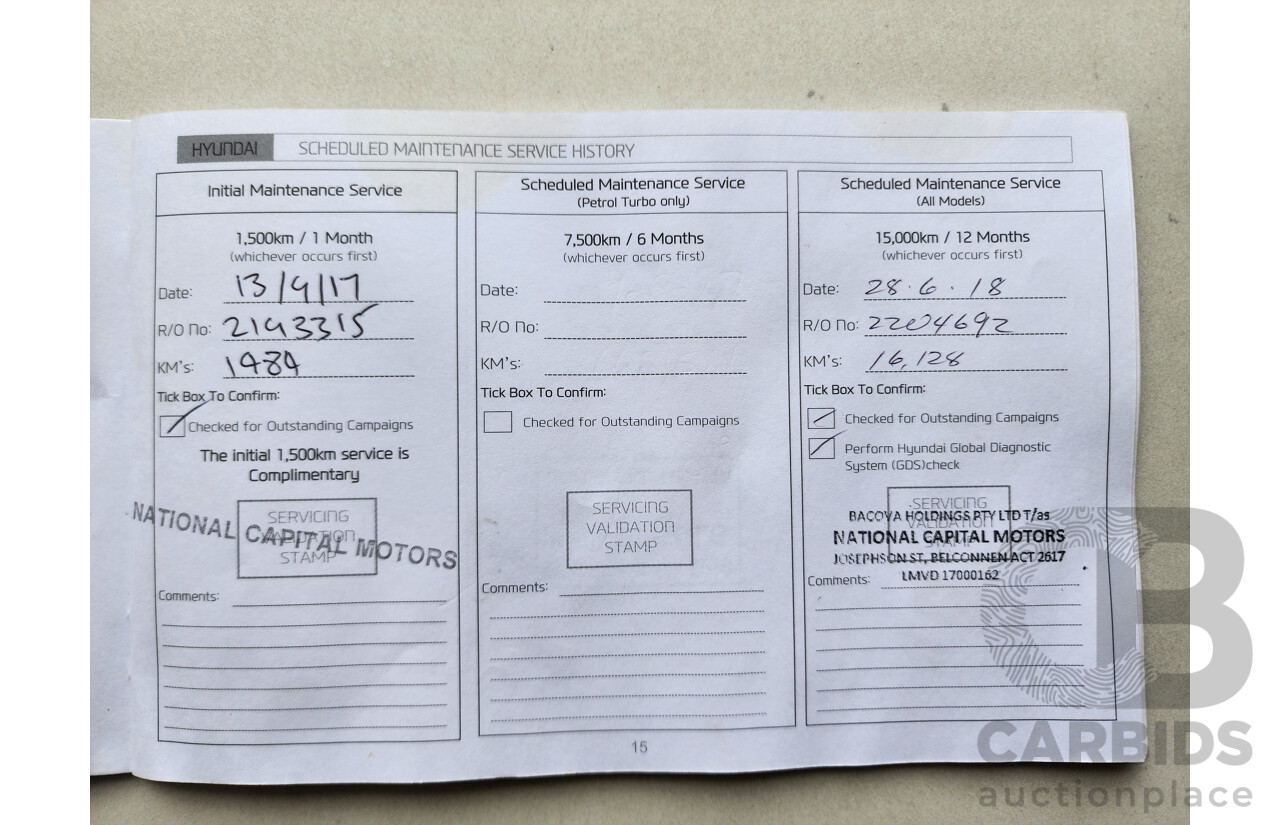 HYUNDAI SCHEDULED MAINTENANCE SERVICE HISTORY
Initial Maintenance Service
1,500km / 1 Month
(whichever occurs first)
Date: 13/9/17
R/O No: 2193315
KM's: 1484
Tick Box To Confirm:
Checked for Outstanding Campaigns
The initial 1,500km service is
Complimentary
SERVICING
VALIDATION
STAMP
NATIONAL CAPITAL MOTORS
Comments:
Scheduled Maintenance Service
(Petrol Turbo only)
7,500km / 6 Months
(whichever occurs first)
Date:
R/O No:
KM's:
Tick Box To Confirm:
Checked for Outstanding Campaigns
SERVICING
VALIDATION
STAMP
Comments:
Scheduled Maintenance Service
(All Models)
15,000km / 12 Months
(whichever occurs first)
Date: 28.6.18
R/O No: 2204692
KM's: 16,128
Tick Box To Confirm:
Checked for Outstanding Campaigns
Perform Hyundai Global Diagnostic
System (GDS)check
SERVICING
VALIDATION
STAMP
BACOVA HOLDINGS PTY LTD T/as
NATIONAL CAPITAL MOTORS
JOSEPHSON ST, BELCONNEN ACT 2617
LMVD 17000162
Comments:
15
CB
CARBIDS
auctionplace